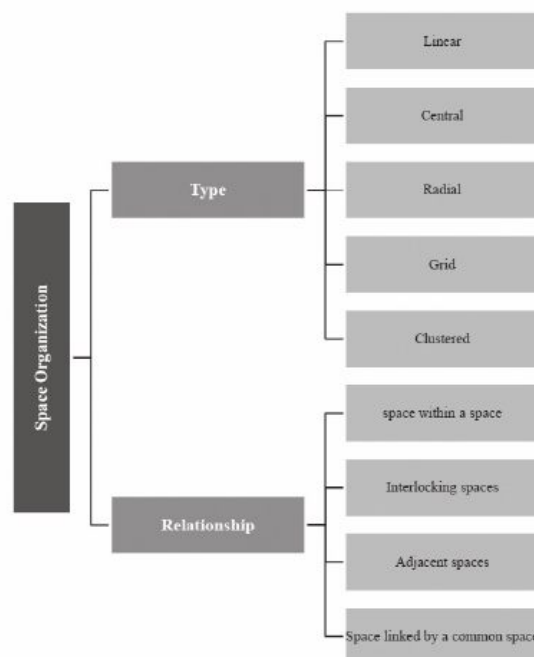 Space Organization
Type
Linear
Central
Radial
Grid
Clustered
Relationship
space within a space
Interlocking spaces
Adjacent spaces
Space linked by a common space